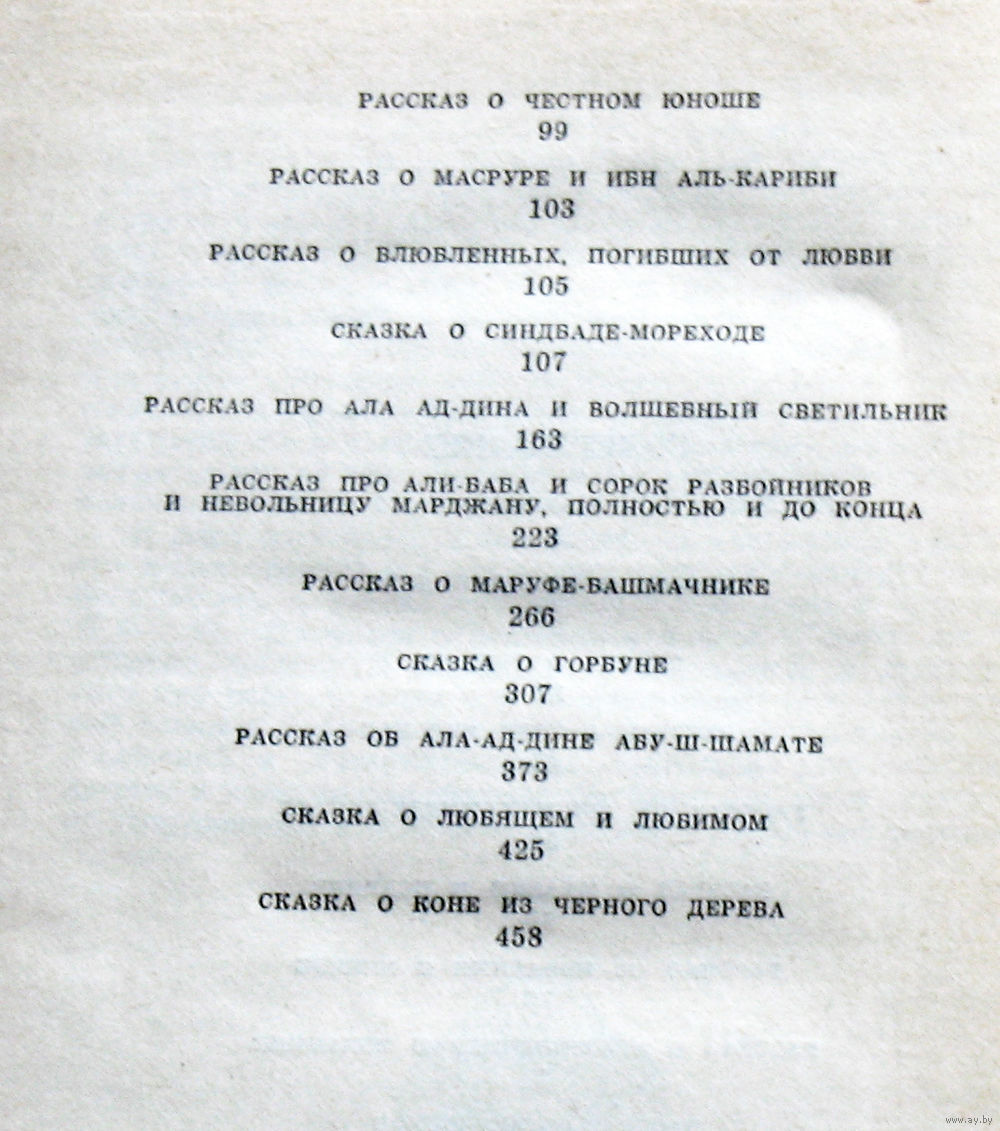 РАССКАЗ О ЧЕСТНОМ ЮНОШЕ
99
РАССКАЗ О МАСРУРЕ И ИБН АЛЬ-КАРИБИ
103
РАССКАЗ О ВЛЮБЛЕННЫХ, ПОГИБШИХ ОТ ЛЮБВИ
105
СКАЗКА О СИНДБАДЕ-МОРЕХОДЕ
107
РАССКАЗ ПРО АЛА АД-ДИНА И ВОЛШЕБНЫЙ СВЕТИЛЬНИК
163
РАССКАЗ ПРО АЛИ-БАБА И СОРОК РАЗБОЙНИКОВ
И НЕВОЛЬНИЦУ МАРДЖАНУ, ПОЛНОСТЬЮ И ДО КОНЦА
223
РАССКАЗ О МАРУФЕ-БАШМАЧНИКЕ
266
СКАЗКА О ГОРБУНЕ
307
РАССКАЗ ОБ АЛА-АД-ДИНЕ АБУ-Ш-ШАМАТЕ
373
СКАЗКА О ЛЮБЯЩЕМ И ЛЮБИМОМ
425
СКАЗКА О КОНЕ ИЗ ЧЕРНОГО ДЕРЕВА
458
www.ay.by